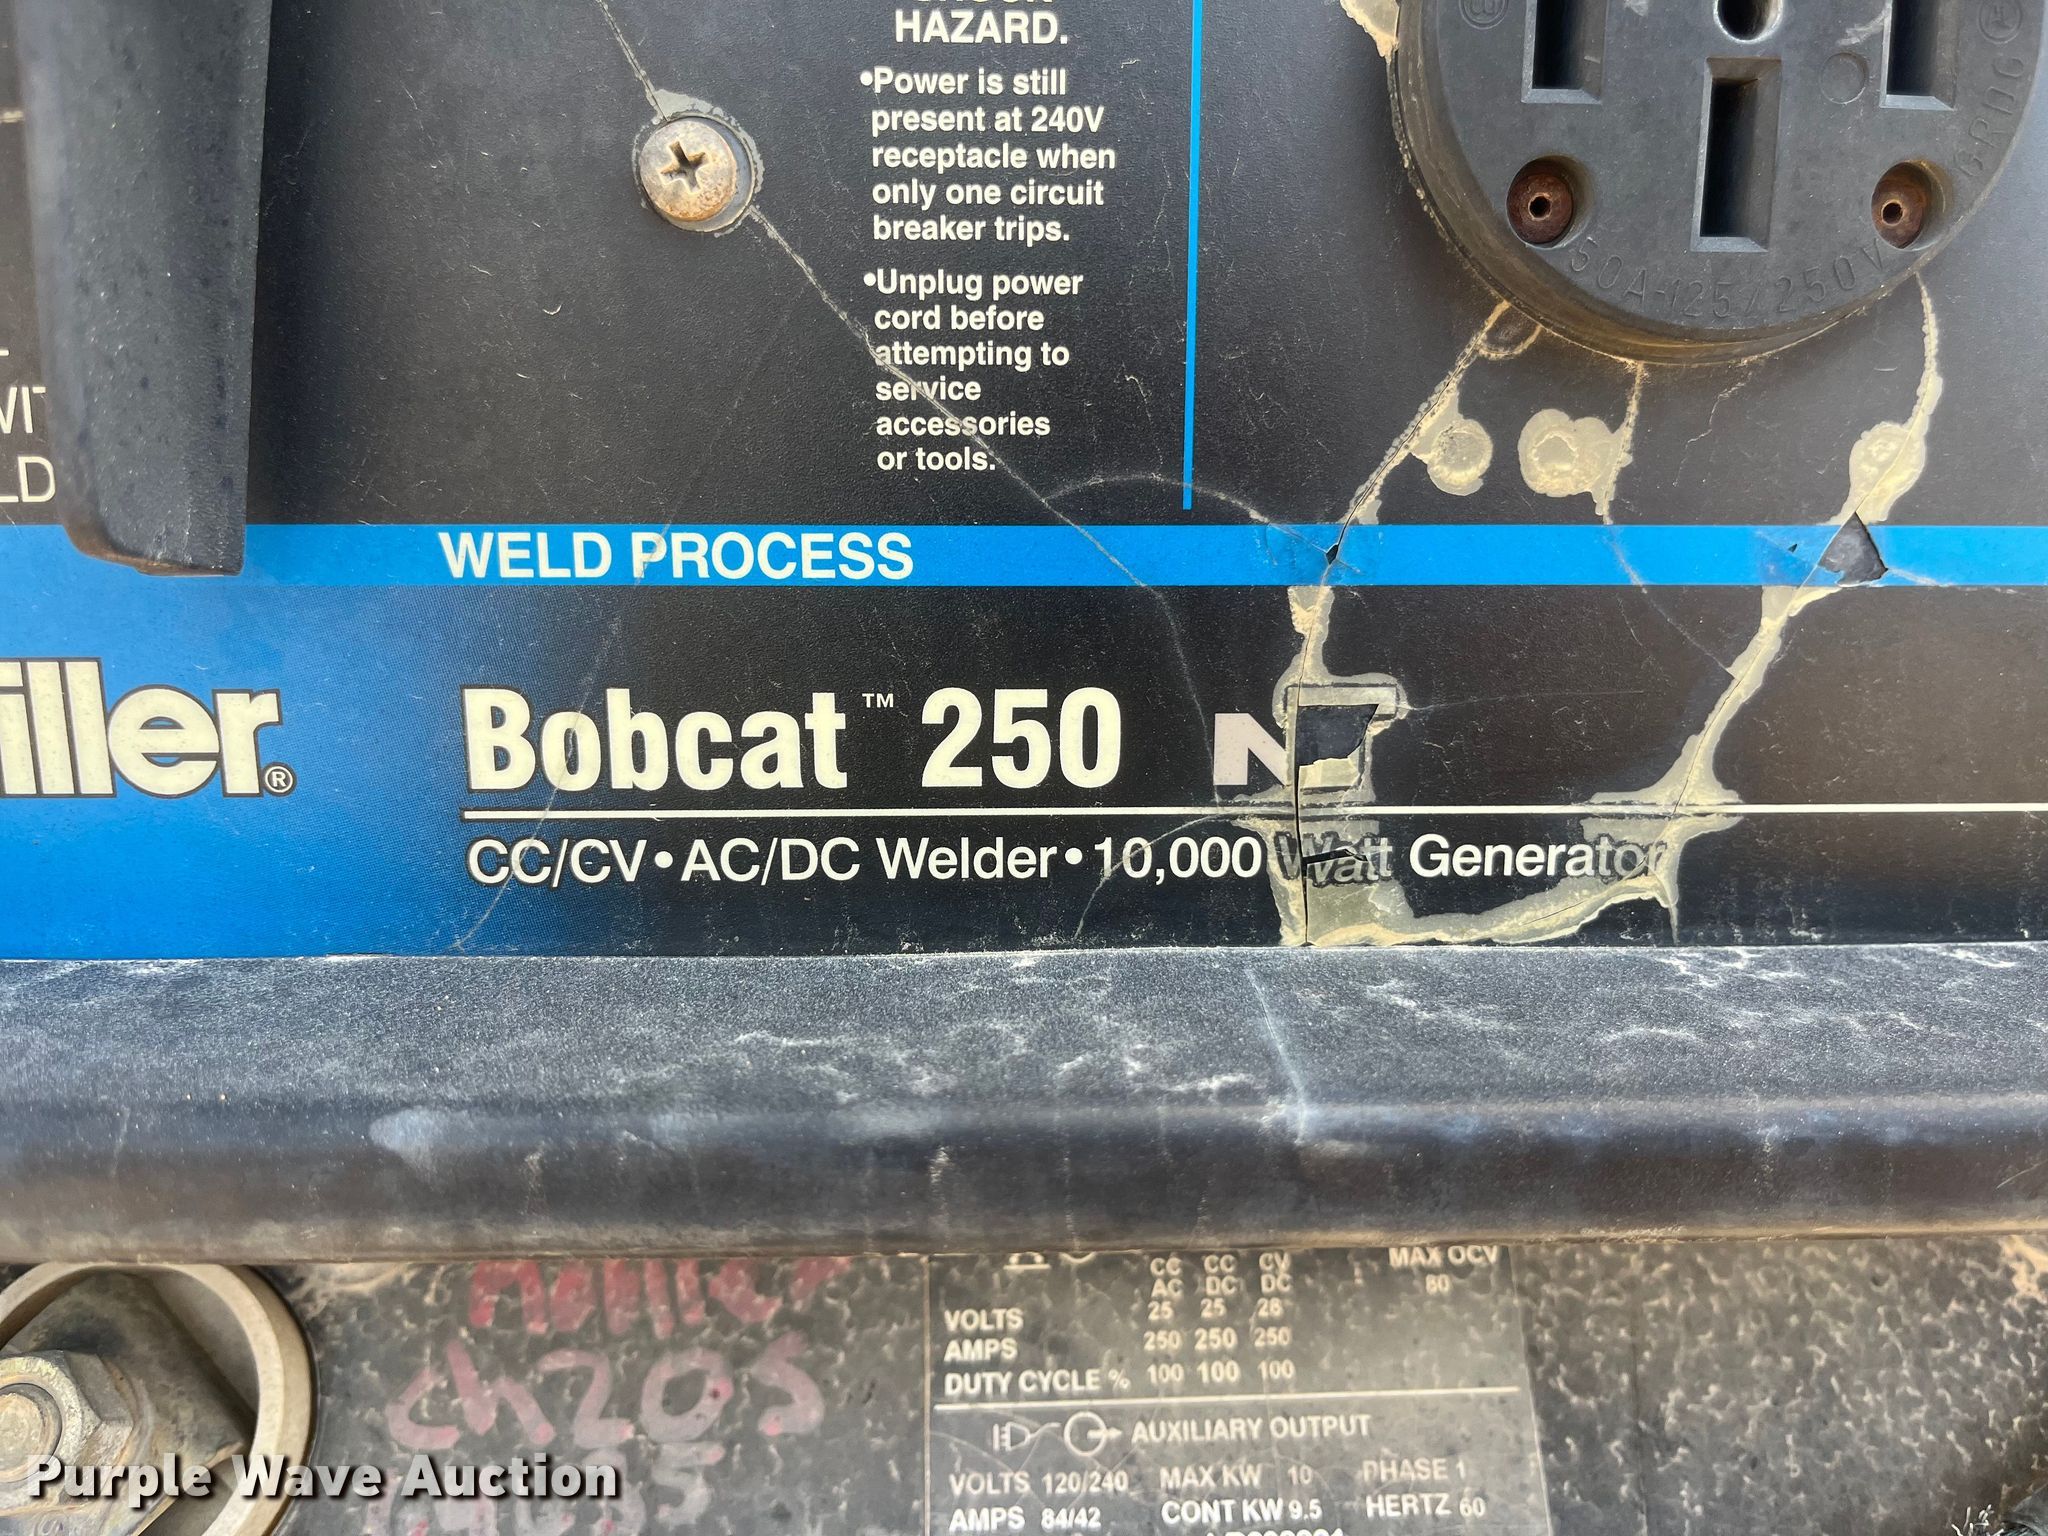 HAZARD.
•Power is still
present at 240V
receptacle when
only one circuit
breaker trips.
•Unplug power
cord before
attempting to
service
accessories
or tools.
GRDG
50A-125/250V
WELD PROCESS
iller®
Bobcat™ 250
CC/CV•AC/DC Welder•10,000 Watt Generator
CC CC CV MAX OCV
AC DC DC 80
VOLTS 25 25 28
AMPS 250 250 250
DUTY CYCLE % 100 100 100
AUXILIARY OUTPUT
VOLTS 120/240 MAX KW 10 PHASE 1
AMPS 84/42 CONT KW 9.5 HERTZ 60
ch205
Purple Wave Auction